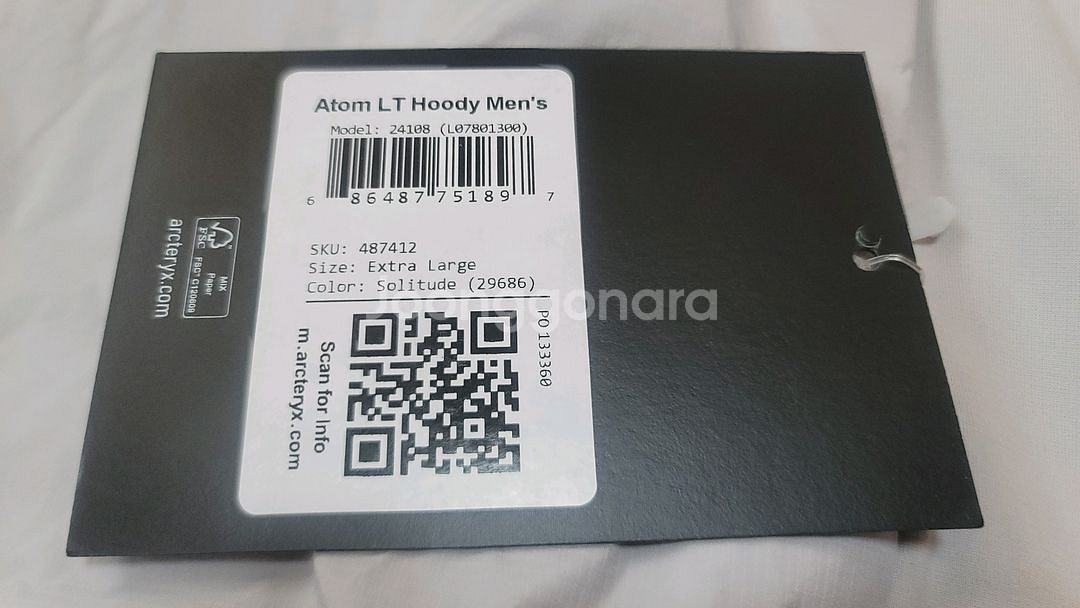 Atom LT Hoody Men's
Model: 24108 (L07801300)
6 86487 75189 7
SKU: 487412
Size: Extra Large
Color: Solitude (29686)
PO 133360
Scan for Info
m.arcteryx.com
FSC
MIX
Paper
FSC® C120609
arcteryx.com
Joonggonara